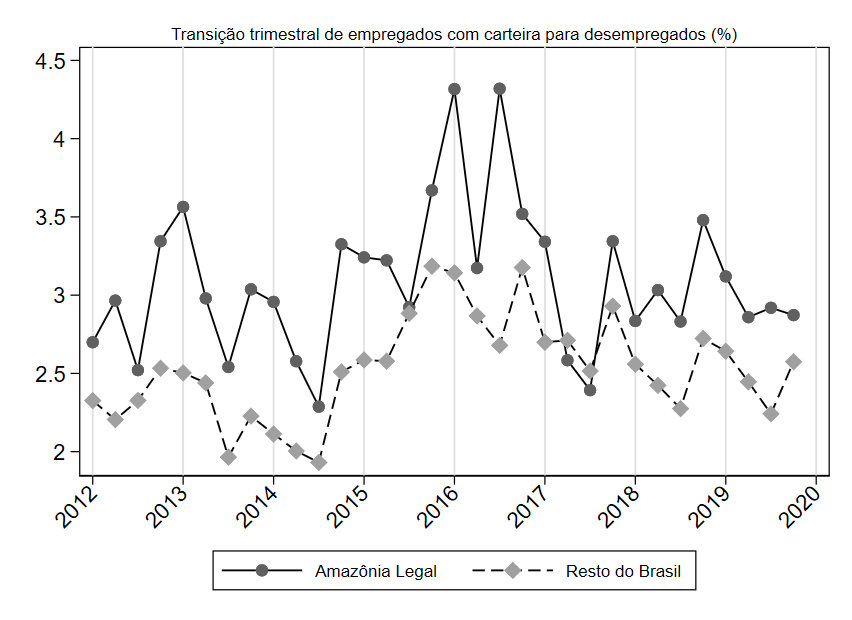 Transição trimestral de empregados com carteira para desempregados (%)
4.5
4
3.5
3
2.5
2
2012 2013 2014 2015 2016 2017 2018 2019 2020
Amazônia Legal Resto do Brasil